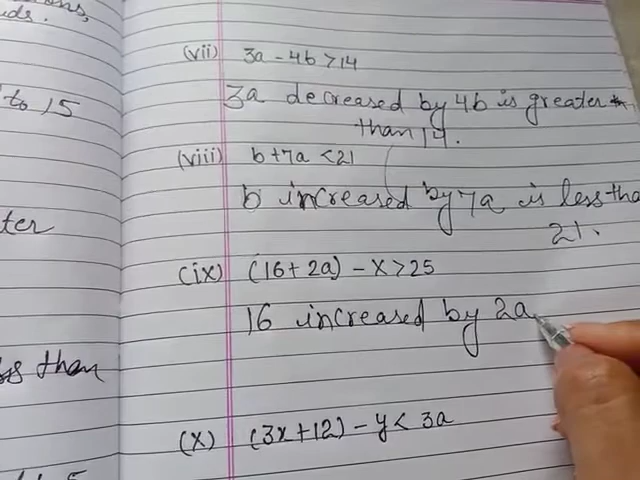 uds.
to 15
ter
ss than
(vii) 3a - 4b > 14
3a decreased by 4b is greater
than 14.
(viii) b + 7a < 21
b increased by 7a is less tha
21.
(ix) (16 + 2a) - x > 25
16 increased by 2a
(x) (3x + 12) - y < 3a